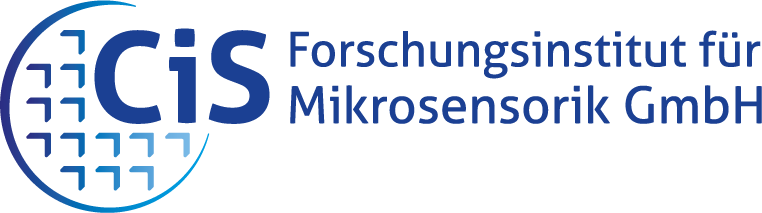 CiS
Forschungsinstitut für
Mikrosensorik GmbH